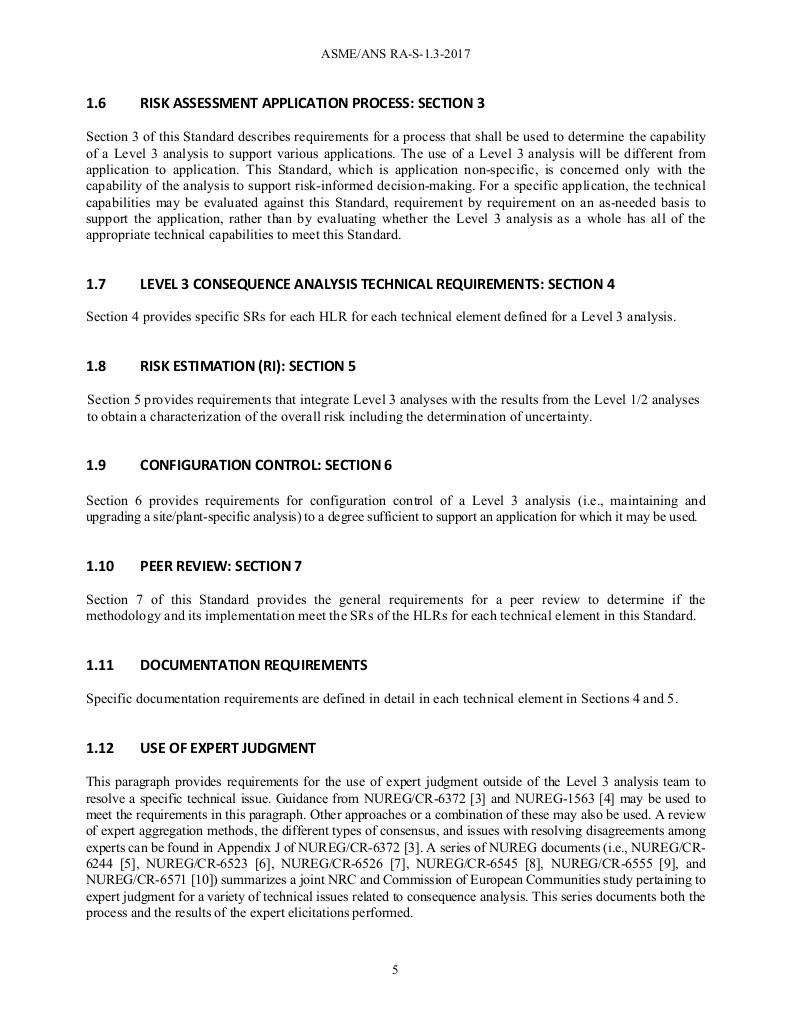 ASME/ANS RA-S-1.3-2017
1.6 RISK ASSESSMENT APPLICATION PROCESS: SECTION 3
Section 3 of this Standard describes requirements for a process that shall be used to determine the capability
of a Level 3 analysis to support various applications. The use of a Level 3 analysis will be different from
application to application. This Standard, which is application non-specific, is concerned only with the
capability of the analysis to support risk-informed decision-making. For a specific application, the technical
capabilities may be evaluated against this Standard, requirement by requirement on an as-needed basis to
support the application, rather than by evaluating whether the Level 3 analysis as a whole has all of the
appropriate technical capabilities to meet this Standard.
1.7 LEVEL 3 CONSEQUENCE ANALYSIS TECHNICAL REQUIREMENTS: SECTION 4
Section 4 provides specific SRs for each HLR for each technical element defined for a Level 3 analysis.
1.8 RISK ESTIMATION (RI): SECTION 5
Section 5 provides requirements that integrate Level 3 analyses with the results from the Level 1/2 analyses
to obtain a characterization of the overall risk including the determination of uncertainty.
1.9 CONFIGURATION CONTROL: SECTION 6
Section 6 provides requirements for configuration control of a Level 3 analysis (i.e., maintaining and
upgrading a site/plant-specific analysis) to a degree sufficient to support an application for which it may be used.
1.10 PEER REVIEW: SECTION 7
Section 7 of this Standard provides the general requirements for a peer review to determine if the
methodology and its implementation meet the SRs of the HLRs for each technical element in this Standard.
1.11 DOCUMENTATION REQUIREMENTS
Specific documentation requirements are defined in detail in each technical element in Sections 4 and 5.
1.12 USE OF EXPERT JUDGMENT
This paragraph provides requirements for the use of expert judgment outside of the Level 3 analysis team to
resolve a specific technical issue. Guidance from NUREG/CR-6372 [3] and NUREG-1563 [4] may be used to
meet the requirements in this paragraph. Other approaches or a combination of these may also be used. A review
of expert aggregation methods, the different types of consensus, and issues with resolving disagreements among
experts can be found in Appendix J of NUREG/CR-6372 [3]. A series of NUREG documents (i.e., NUREG/CR-
6244 [5], NUREG/CR-6523 [6], NUREG/CR-6526 [7], NUREG/CR-6545 [8], NUREG/CR-6555 [9], and
NUREG/CR-6571 [10]) summarizes a joint NRC and Commission of European Communities study pertaining to
expert judgment for a variety of technical issues related to consequence analysis. This series documents both the
process and the results of the expert elicitations performed.
5